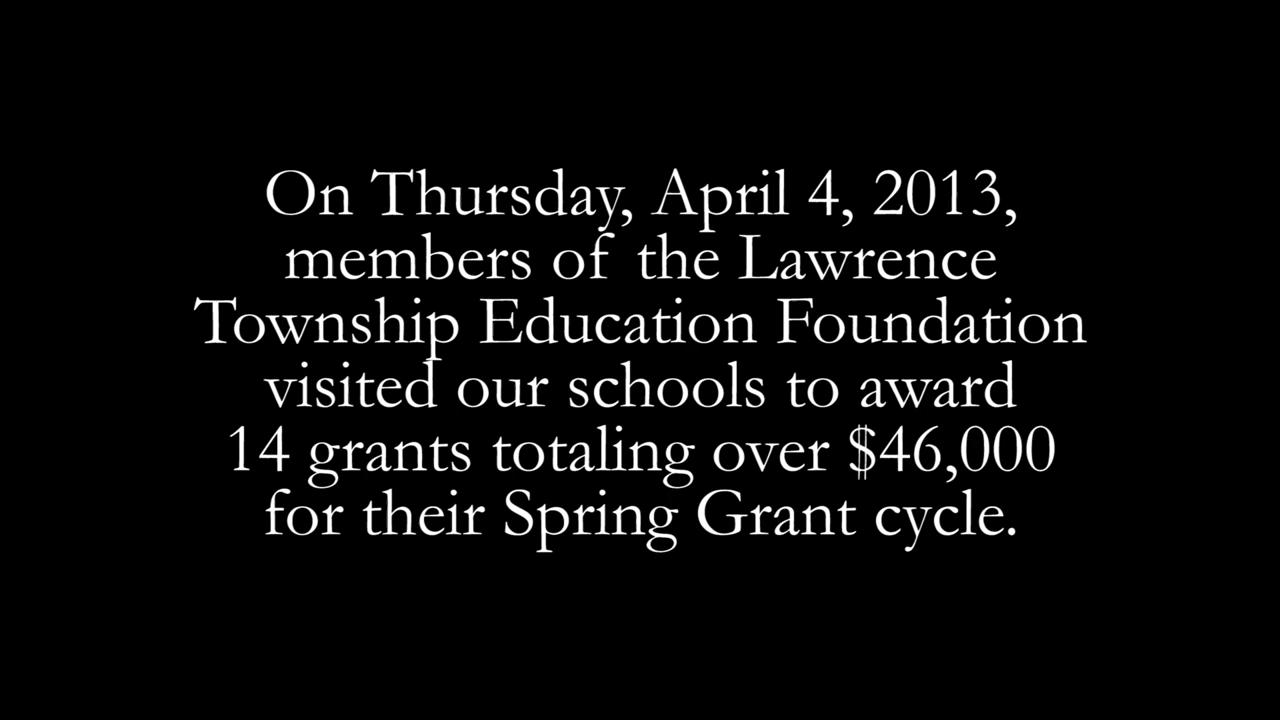 On Thursday, April 4, 2013,
members of the Lawrence
Township Education Foundation
visited our schools to award
14 grants totaling over $46,000
for their Spring Grant cycle.